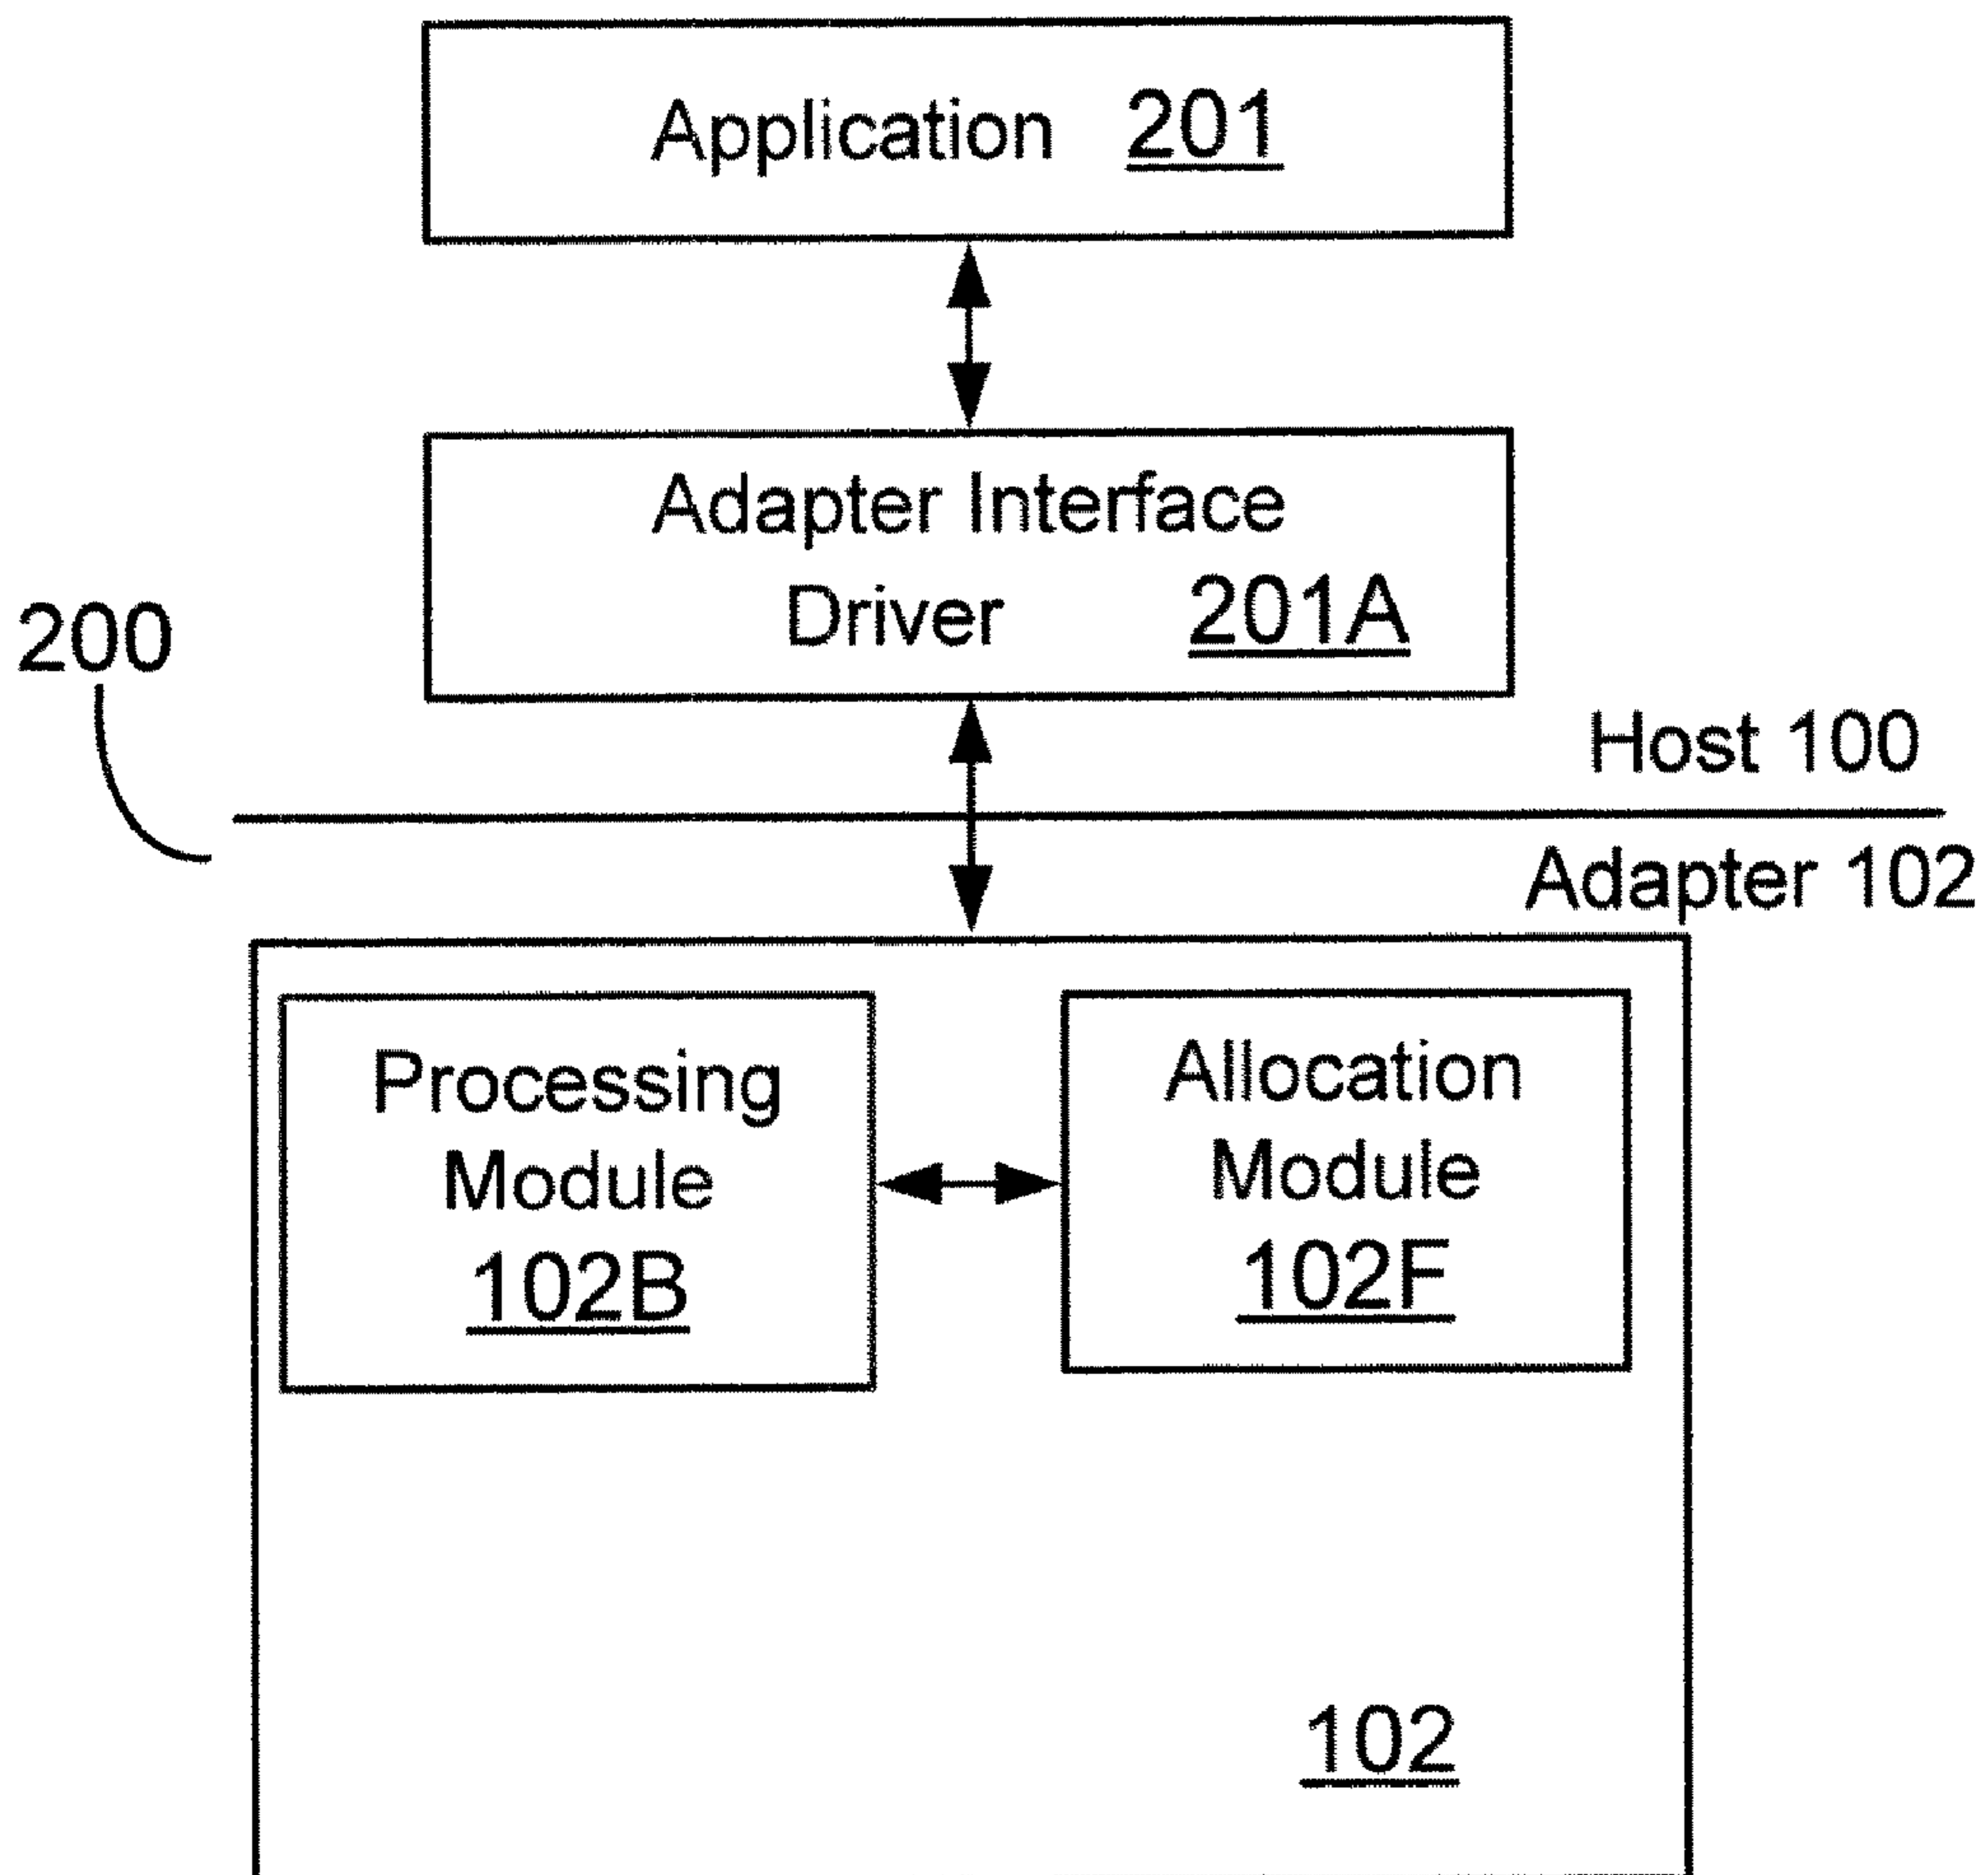 Application 201
Adapter Interface
Driver 201A
200
Host 100
Adapter 102
Processing
Module
102B
Allocation
Module
102F
102